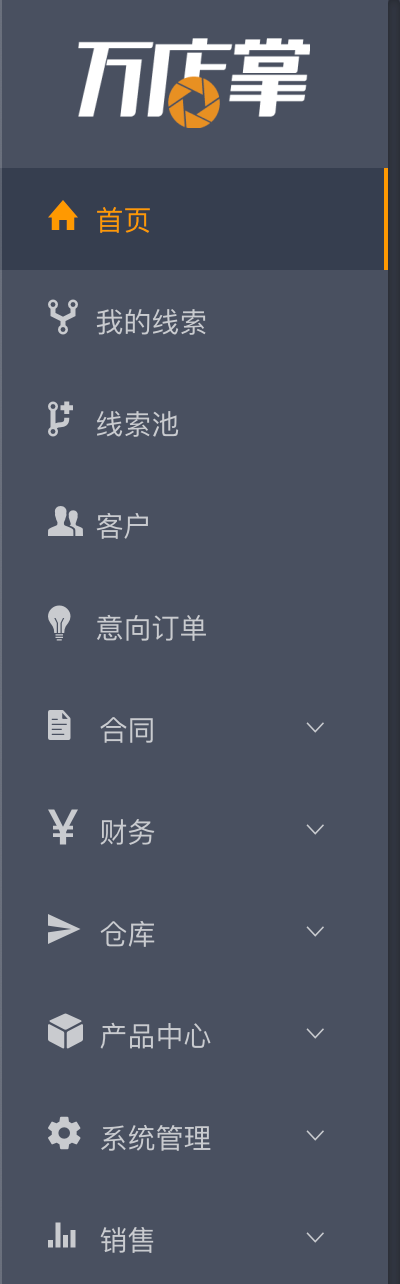 万店掌
首页
我的线索
线索池
客户
意向订单
合同
财务
仓库
产品中心
系统管理
销售